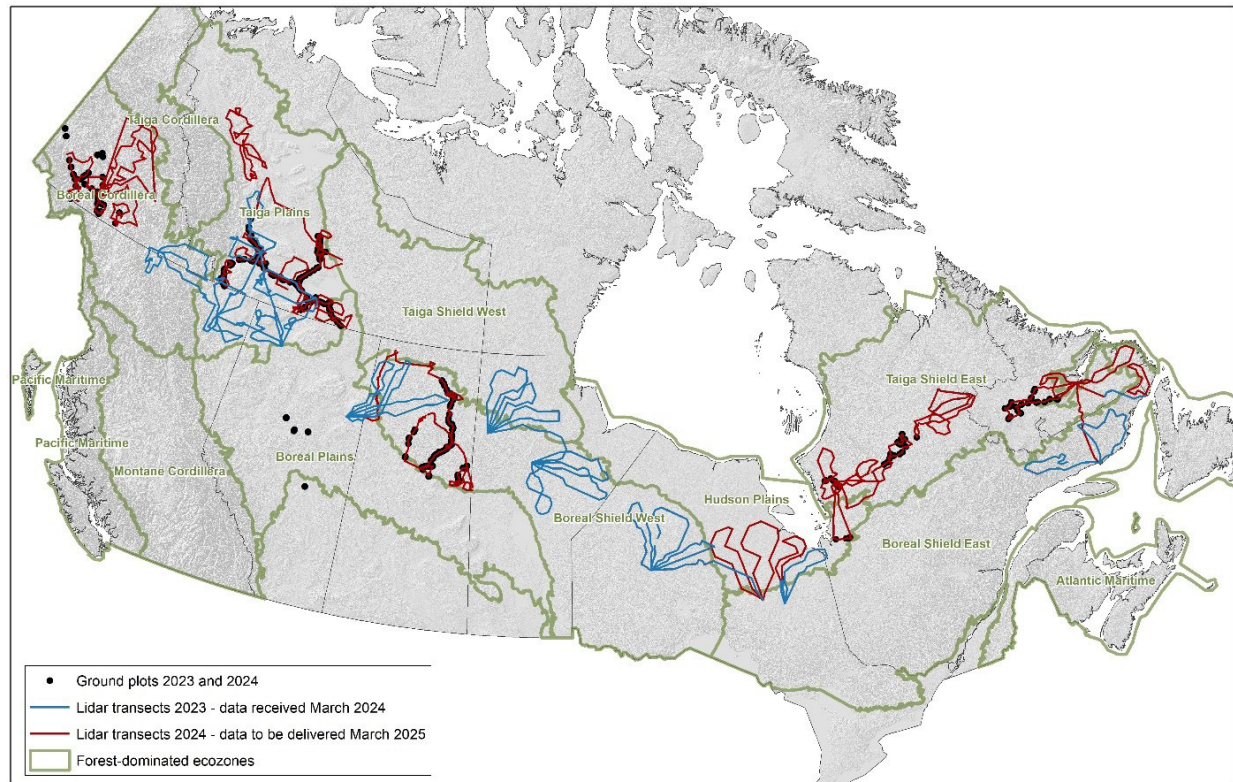 Taiga Cordillera
Boreal Cordillera
Taiga Plains
Taiga Shield West
Taiga Shield East
Pacific Maritime
Pacific Maritime
Montane Cordillera
Boreal Plains
Hudson Plains
Boreal Shield West
Boreal Shield East
Atlantic Maritime
Ground plots 2023 and 2024
Lidar transects 2023 - data received March 2024
Lidar transects 2024 - data to be delivered March 2025
Forest-dominated ecozones